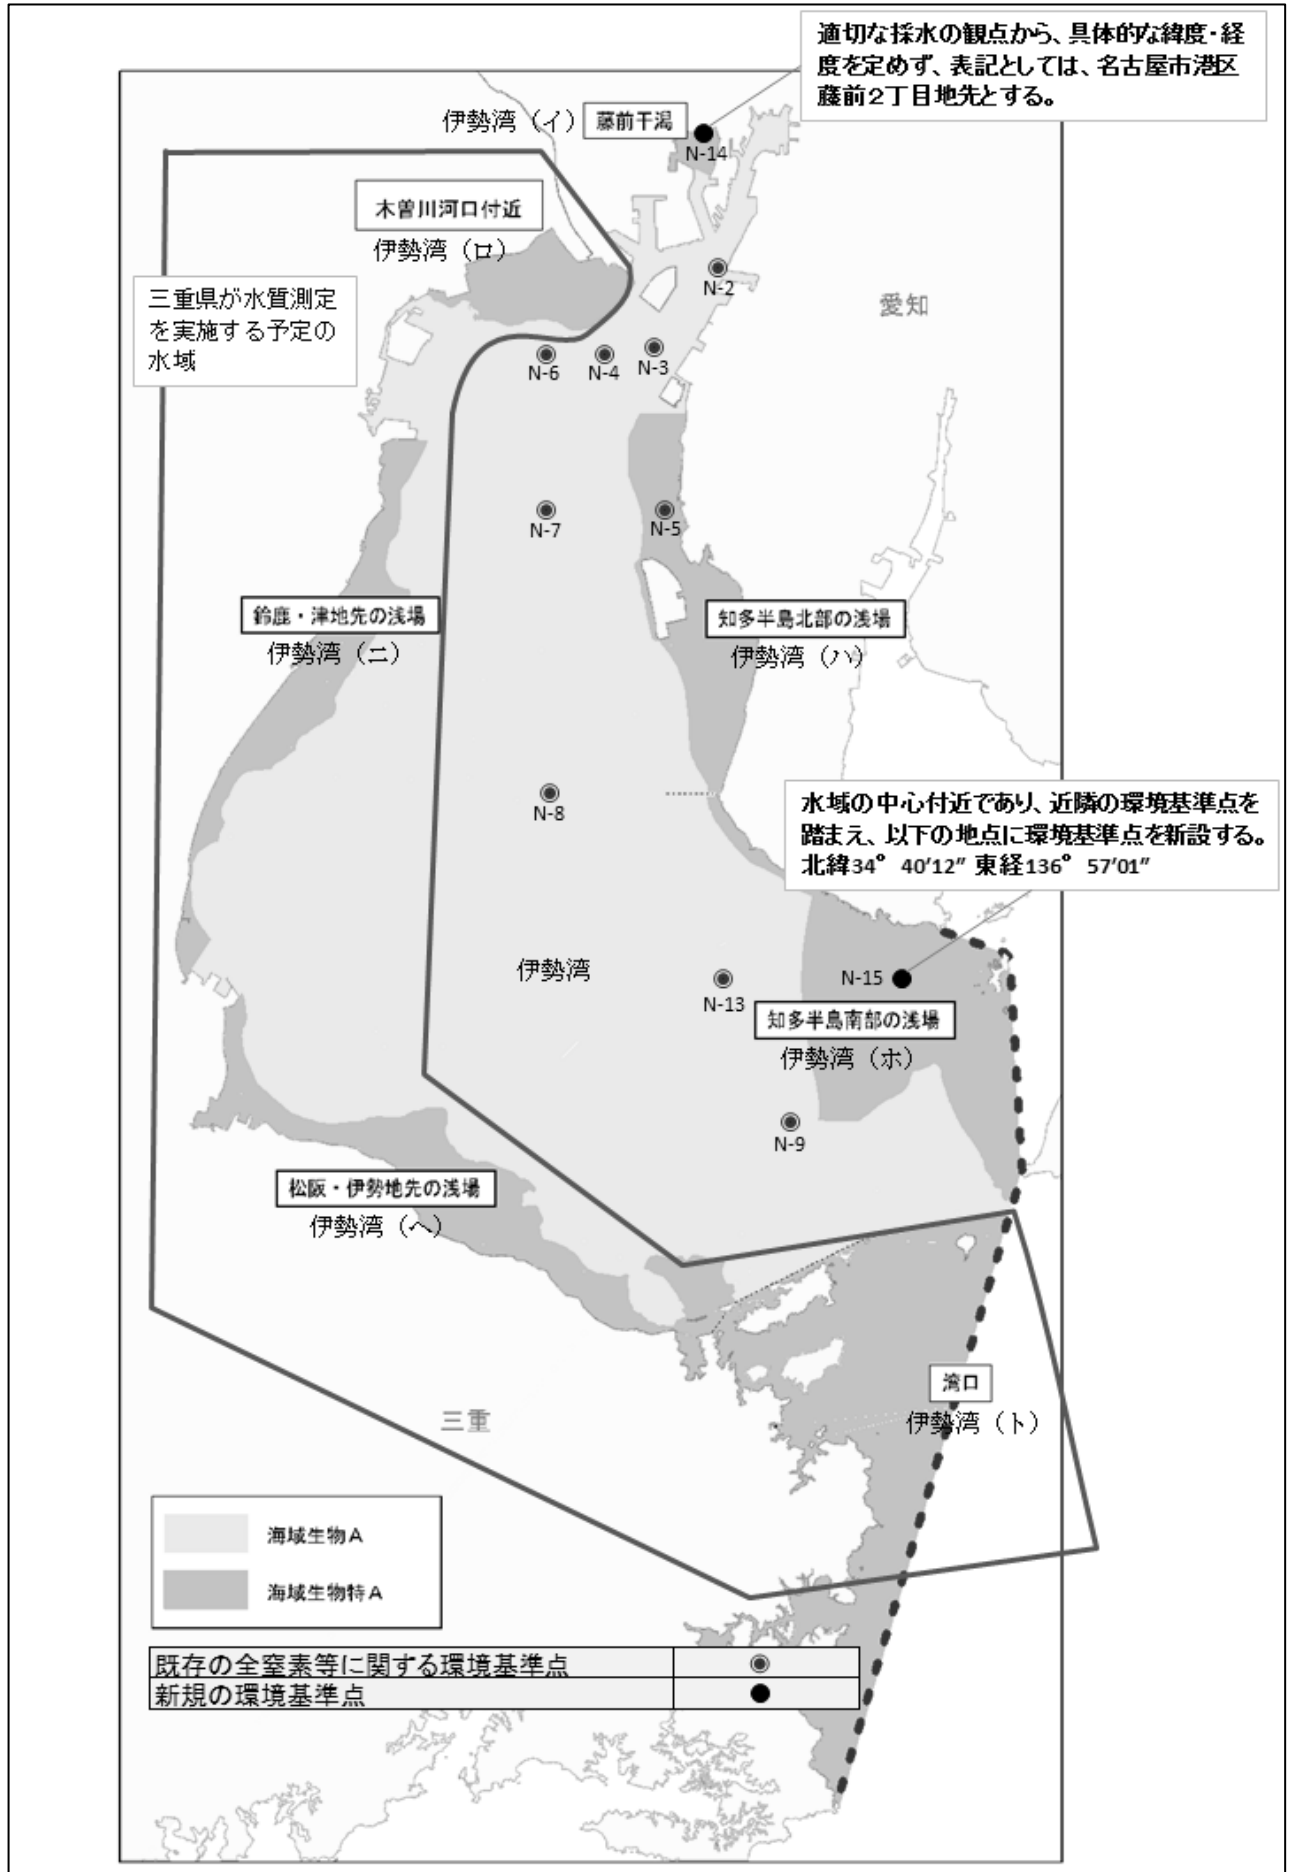 適切な採水の観点から、具体的な緯度・経
度を定めず、表記としては、名古屋市港区
藤前2丁目地先とする。
伊勢湾（イ）
藤前干潟
N-14
木曽川河口付近
伊勢湾（ロ）
N-2
三重県が水質測定
を実施する予定の
水域
愛知
N-6
N-4
N-3
N-7
N-5
鈴鹿・津地先の浅場
伊勢湾（ニ）
知多半島北部の浅場
伊勢湾（ハ）
N-8
水域の中心付近であり、近隣の環境基準点を
踏まえ、以下の地点に環境基準点を新設する。
北緯34° 40′12″ 東経136° 57′01″
伊勢湾
N-13
N-15
知多半島南部の浅場
伊勢湾（ホ）
N-9
松阪・伊勢地先の浅場
伊勢湾（ヘ）
湾口
伊勢湾（ト）
三重
海域生物A
海域生物特A
既存の全窒素等に関する環境基準点
新規の環境基準点